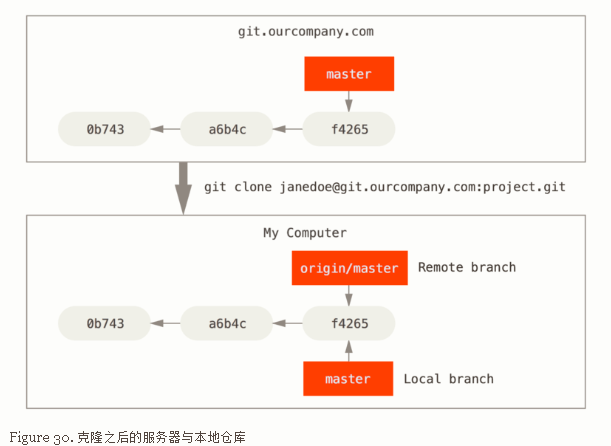 git.ourcompany.com
master
0b743 a6b4c f4265
git clone janedoe@git.ourcompany.com:project.git
My Computer
origin/master Remote branch
0b743 a6b4c f4265
master Local branch
Figure 30. 克隆之后的服务器与本地仓库